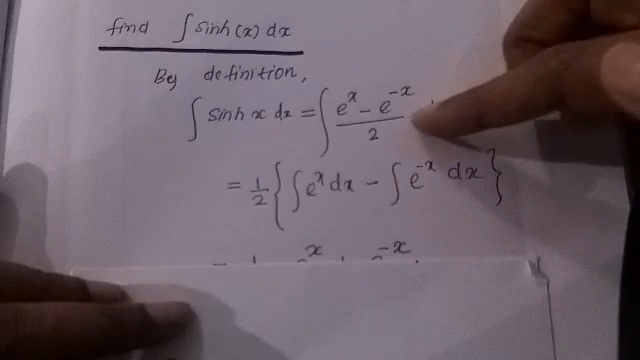 find ∫ sinh(x) dx
By definition,
∫ sinh x dx = ∫ (e^x − e^−x)/2
= 1/2 { ∫ e^x dx − ∫ e^−x dx }